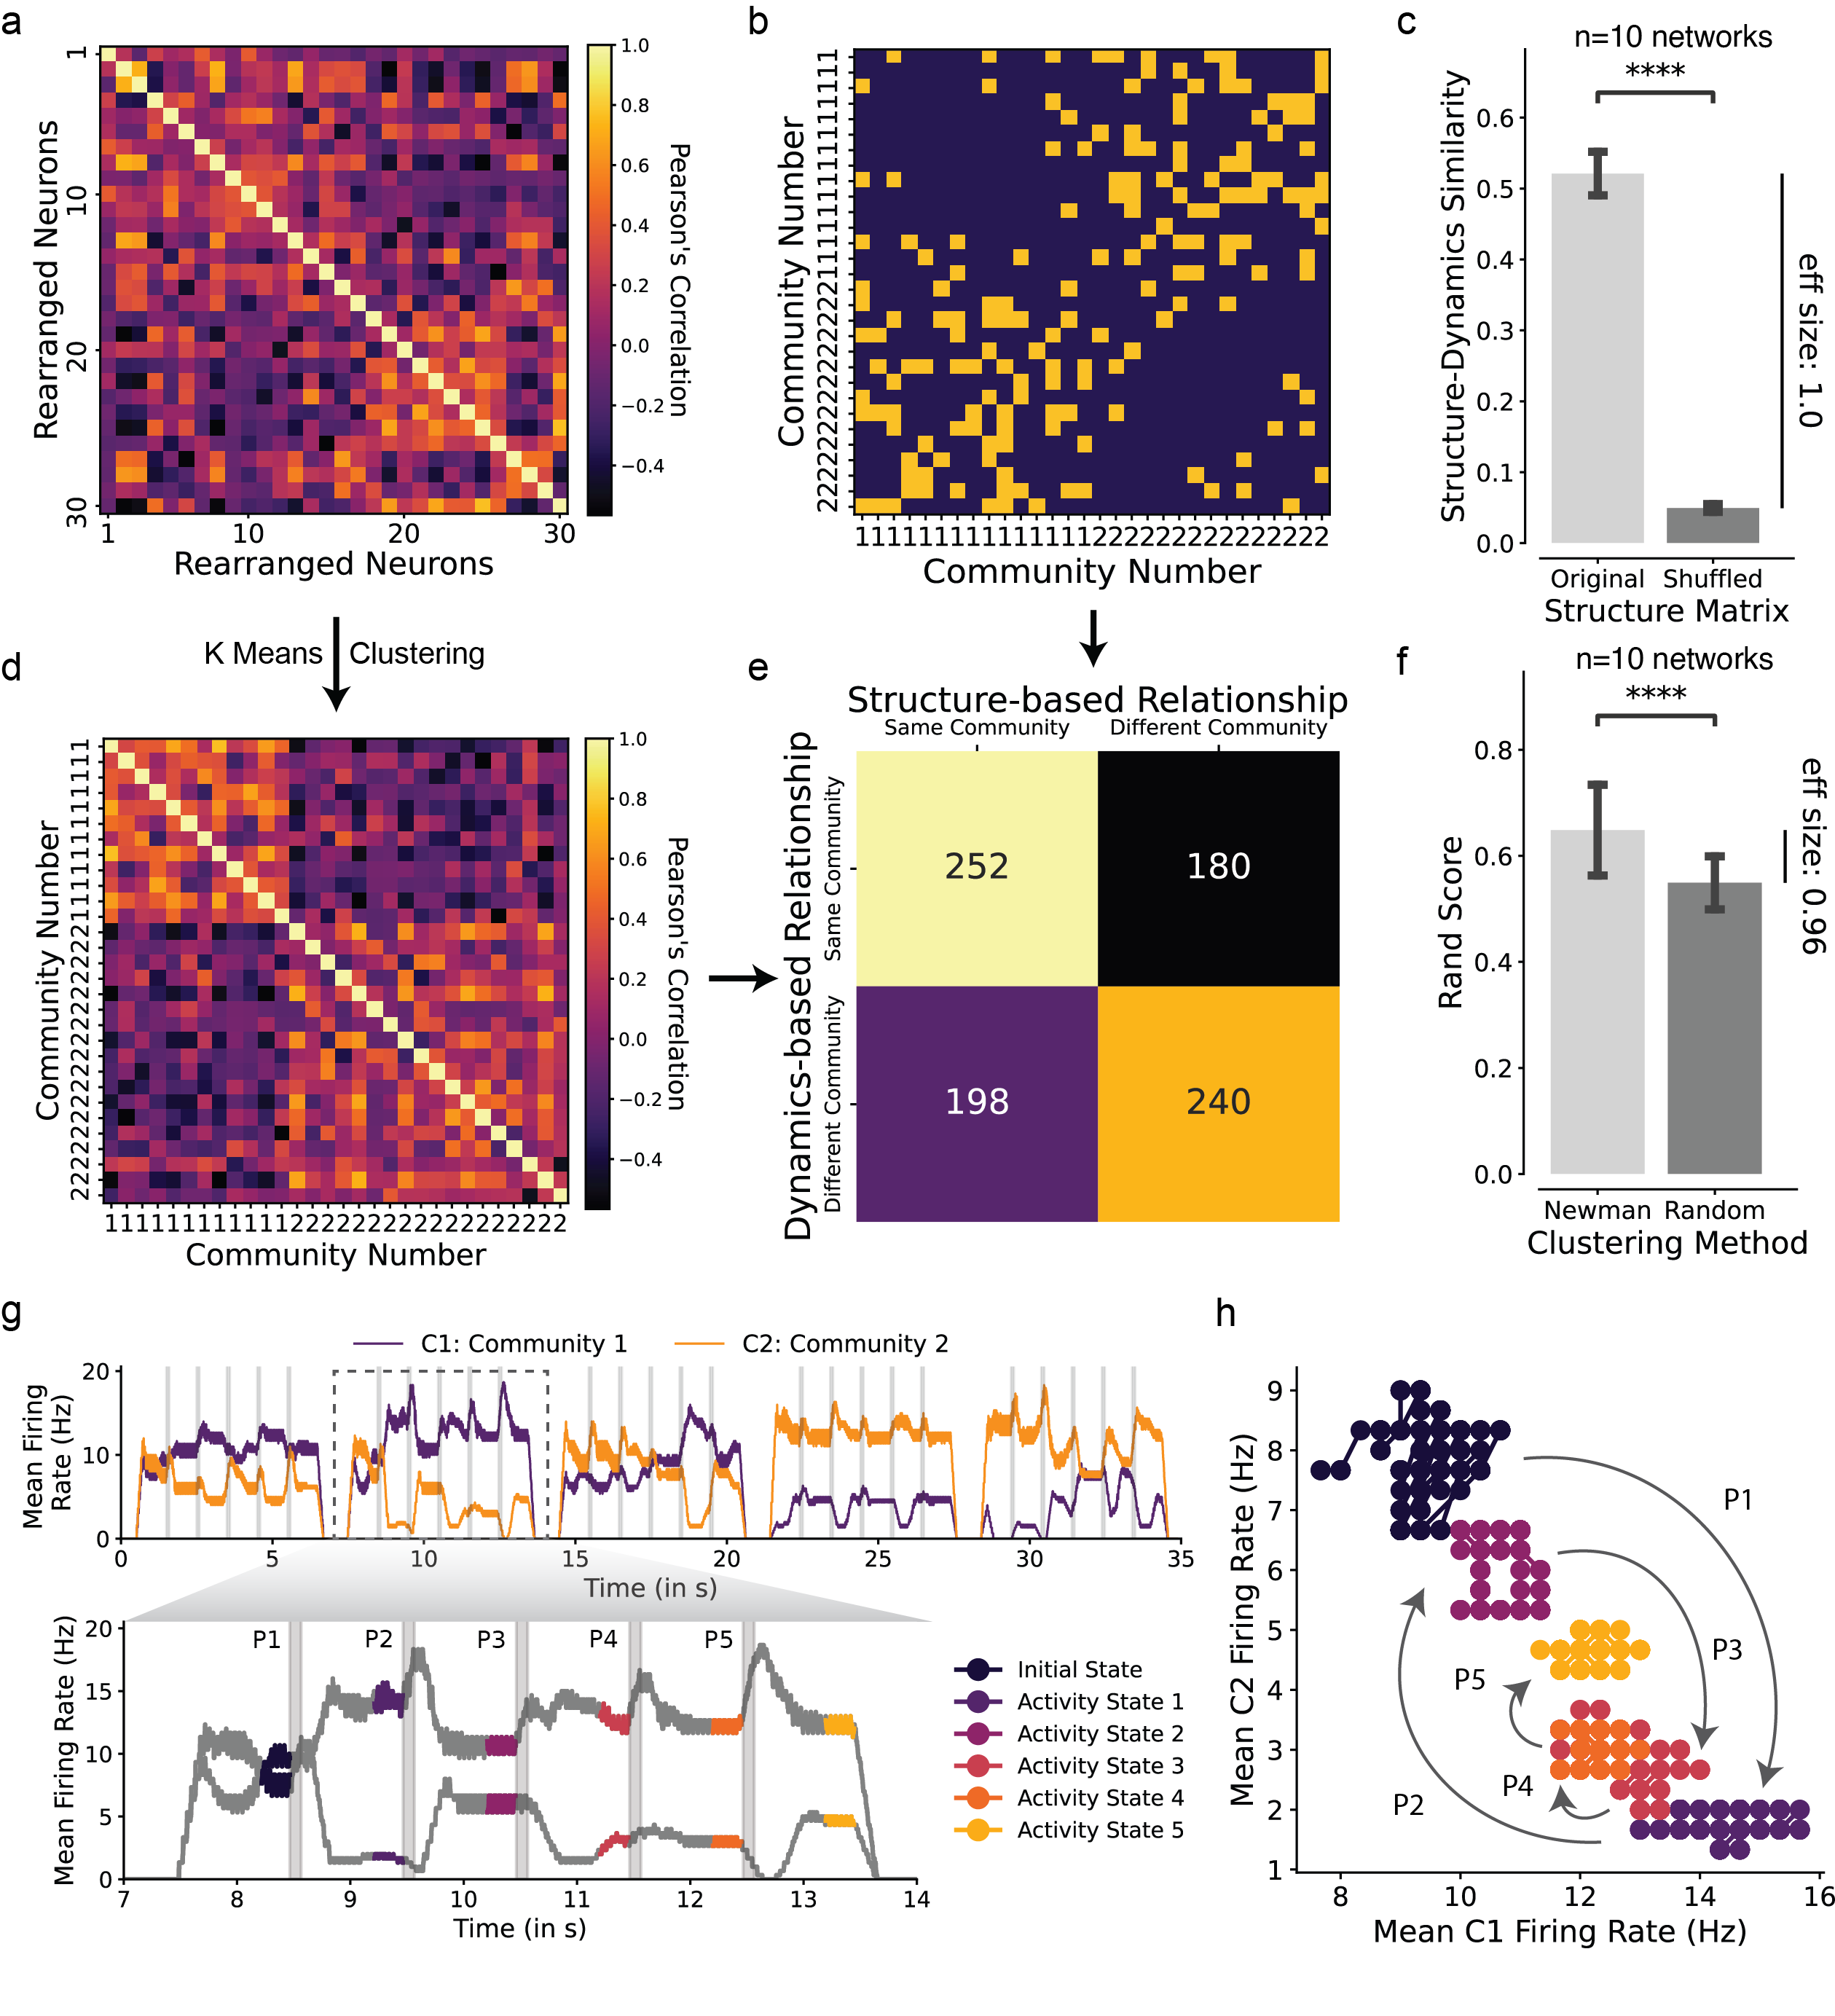 a
1
10
20
30
Rearranged Neurons
1
10
20
30
Rearranged Neurons
1.0
0.8
0.6
0.4
0.2
0.0
−0.2
−0.4
Pearson's Correlation
b
Community Number
Community Number
c
n=10 networks
****
Structure-Dynamics Similarity
0.6
0.5
0.4
0.3
0.2
0.1
0.0
eff size: 1.0
Original Shuffled
Structure Matrix
K Means Clustering
d
Community Number
Community Number
1.0
0.8
0.6
0.4
0.2
0.0
−0.2
−0.4
Pearson's Correlation
e
Structure-based Relationship
Same Community Different Community
Dynamics-based Relationship
Same Community
Different Community
252 180
198 240
f
n=10 networks
****
Rand Score
0.8
0.6
0.4
0.2
0.0
eff size: 0.96
Newman Random
Clustering Method
g
C1: Community 1 C2: Community 2
Mean Firing
Rate (Hz)
20
10
0
0 5 10 15 20 25 30 35
Time (in s)
Mean Firing Rate (Hz)
20
15
10
5
0
P1 P2 P3 P4 P5
7 8 9 10 11 12 13 14
Time (in s)
Initial State
Activity State 1
Activity State 2
Activity State 3
Activity State 4
Activity State 5
h
Mean C2 Firing Rate (Hz)
9
8
7
6
5
4
3
2
1
P1
P3
P5
P4
P2
8 10 12 14 16
Mean C1 Firing Rate (Hz)